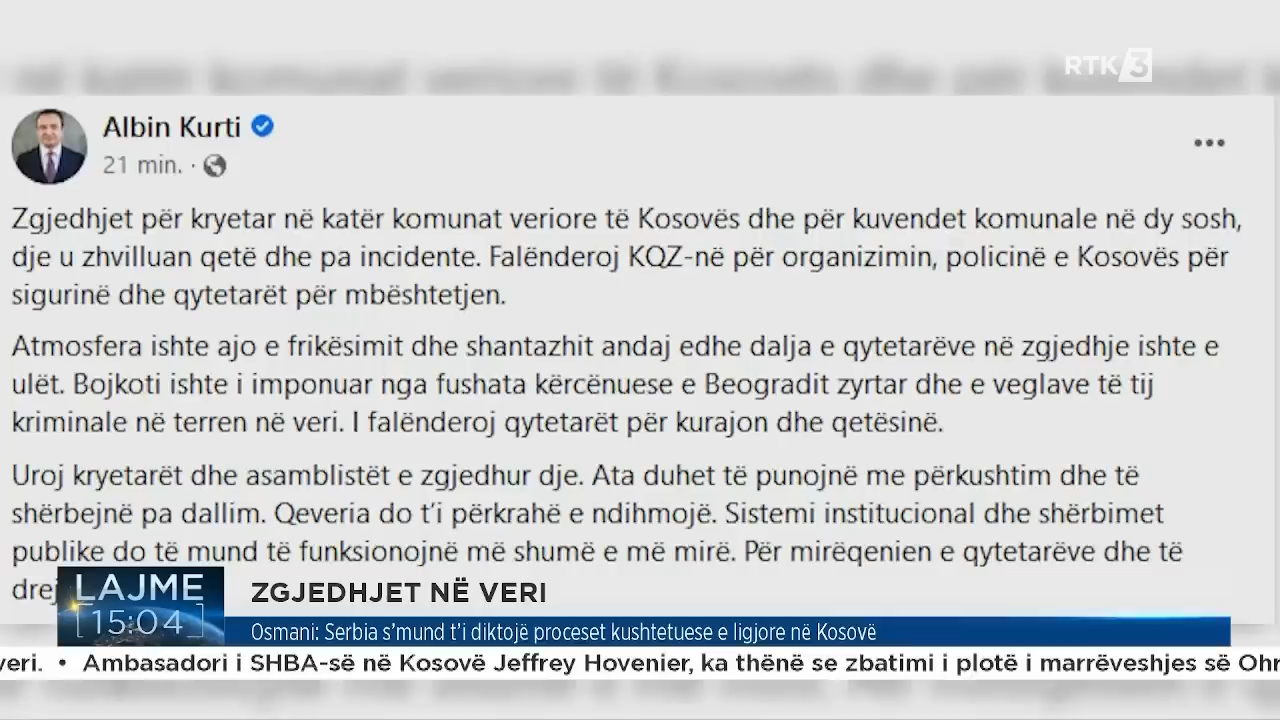 RTK 3
Albin Kurti
21 min. ·
Zgjedhjet për kryetar në katër komunat veriore të Kosovës dhe për kuvendet komunale në dy sosh,
dje u zhvilluan qetë dhe pa incidente. Falënderoj KQZ-në për organizimin, policinë e Kosovës për
sigurinë dhe qytetarët për mbështetjen.
Atmosfera ishte ajo e frikësimit dhe shantazhit andaj edhe dalja e qytetarëve në zgjedhje ishte e
ulët. Bojkoti ishte i imponuar nga fushata kërcënuese e Beogradit zyrtar dhe e veglave të tij
kriminale në terren në veri. I falënderoj qytetarët për kurajon dhe qetësinë.
Uroj kryetarët dhe asamblistët e zgjedhur dje. Ata duhet të punojnë me përkushtim dhe të
shërbejnë pa dallim. Qeveria do t'i përkrahë e ndihmojë. Sistemi institucional dhe shërbimet
publike do të mund të funksionojnë më shumë e më mirë. Për mirëqenien e qytetarëve dhe të
drej
LAJME
15:04
ZGJEDHJET NË VERI
Osmani: Serbia s'mund t'i diktojë proceset kushtetuese e ligjore në Kosovë
veri. • Ambasadori i SHBA-së në Kosovë Jeffrey Hovenier, ka thënë se zbatimi i plotë i marrëveshjes së Ohr